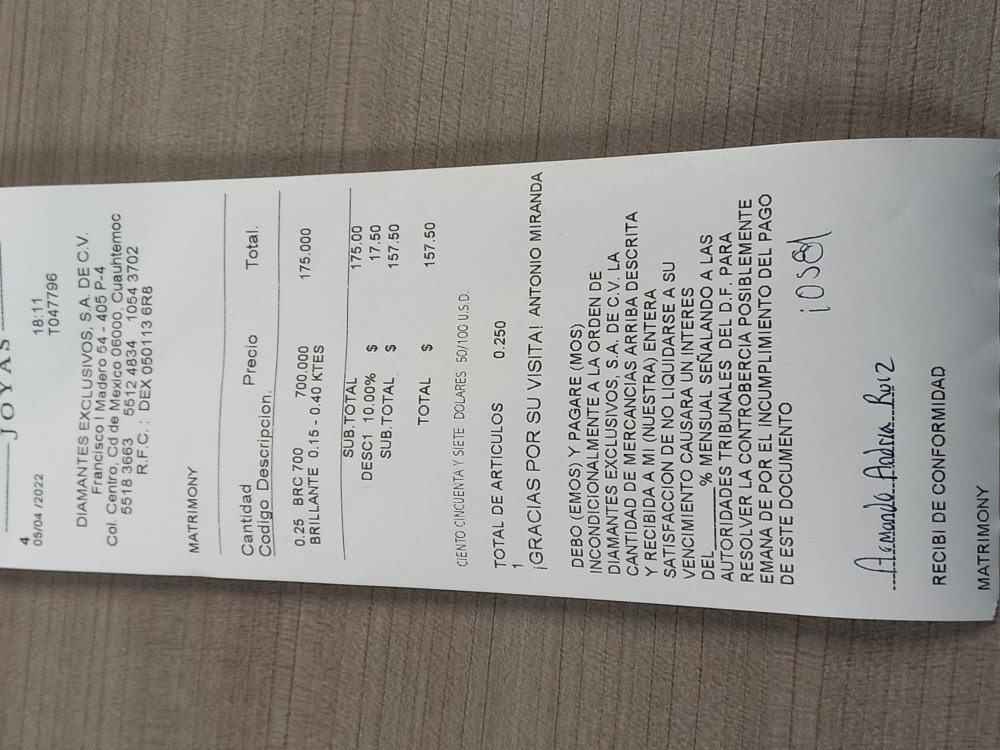 JOYAS
4
05/04 /2022 18:11
T047796
DIAMANTES EXCLUSIVOS, S.A. DE C.V.
Francisco I Madero 54 - 405 P-4
Col. Centro, Cd de Mexico 06000, Cuauhtemoc
5518 3663 5512 4834 1054 3702
R.F.C. : DEX 050113 6R8
MATRIMONY
Cantidad
Codigo Descripcion. Precio Total.
0.25 BRC 700 700.000 175.000
BRILLANTE 0.15 - 0.40 KTES
SUB.TOTAL 175.00
DESC1 10.00% $ 17.50
SUB.TOTAL $ 157.50
TOTAL $ 157.50
CIENTO CINCUENTA Y SIETE DOLARES 50/100 U.S.D.
TOTAL DE ARTICULOS 0.250
1
¡GRACIAS POR SU VISITA! ANTONIO MIRANDA
DEBO (EMOS) Y PAGARE (MOS)
INCONDICIONALMENTE A LA ORDEN DE
DIAMANTES EXCLUSIVOS, S.A. DE C.V. LA
CANTIDAD DE MERCANCIAS ARRIBA DESCRITA
Y RECIBIDA A MI (NUESTRA) ENTERA
SATISFACCION DE NO LIQUIDARSE A SU
VENCIMIENTO CAUSARA UN INTERES
DEL______% MENSUAL SEÑALANDO A LAS
AUTORIDADES TRIBUNALES DEL D.F. PARA
RESOLVER LA CONTROBERCIA POSIBLEMENTE
EMANA DE POR EL INCUMPLIMIENTO DEL PAGO
DE ESTE DOCUMENTO
RECIBI DE CONFORMIDAD
MATRIMONY